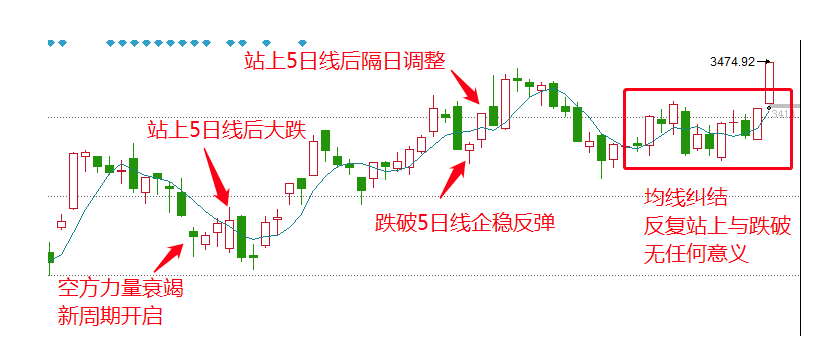 站上5日线后隔日调整
3474.92
341
站上5日线后大跌
均线纠结
跌破5日线企稳反弹
反复站上与跌破
无任何意义
空方力量衰竭
新周期开启